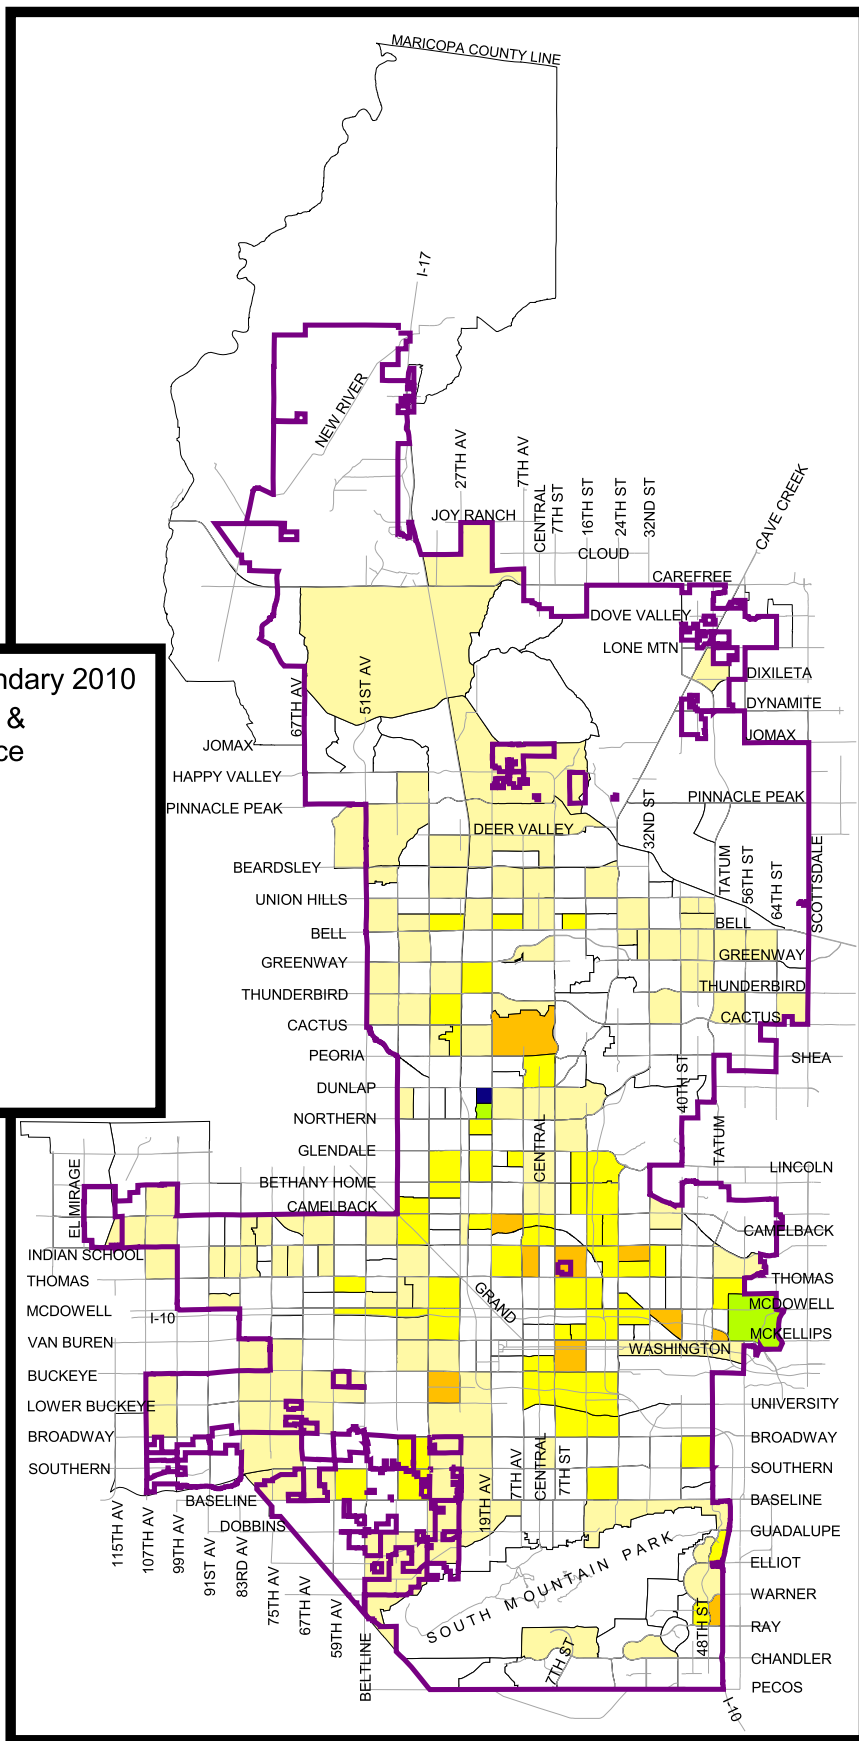 MARICOPA COUNTY LINE
I-17
NEW RIVER
27TH AV
7TH AV
CENTRAL
7TH ST
16TH ST
24TH ST
32ND ST
CAVE CREEK
JOY RANCH
CLOUD
CAREFREE
DOVE VALLEY
LONE MTN
DIXILETA
DYNAMITE
JOMAX
ndary 2010
&
ce
67TH AV
51ST AV
JOMAX
HAPPY VALLEY
PINNACLE PEAK
PINNACLE PEAK
DEER VALLEY
32ND ST
TATUM
56TH ST
64TH ST
SCOTTSDALE
BEARDSLEY
UNION HILLS
BELL
BELL
GREENWAY
GREENWAY
THUNDERBIRD
THUNDERBIRD
CACTUS
CACTUS
PEORIA
SHEA
DUNLAP
40TH ST
NORTHERN
TATUM
GLENDALE
CENTRAL
LINCOLN
BETHANY HOME
EL MIRAGE
CAMELBACK
CAMELBACK
INDIAN SCHOOL
THOMAS
THOMAS
MCDOWELL
MCDOWELL
I-10
GRAND
VAN BUREN
MCKELLIPS
WASHINGTON
BUCKEYE
LOWER BUCKEYE
UNIVERSITY
BROADWAY
BROADWAY
SOUTHERN
SOUTHERN
BASELINE
BASELINE
DOBBINS
GUADALUPE
ELLIOT
WARNER
RAY
CHANDLER
PECOS
115TH AV
107TH AV
99TH AV
91ST AV
83RD AV
75TH AV
67TH AV
59TH AV
BELTLINE
19TH AV
7TH AV
CENTRAL
7TH ST
SOUTH MOUNTAIN PARK
7TH ST
48TH ST
I-10